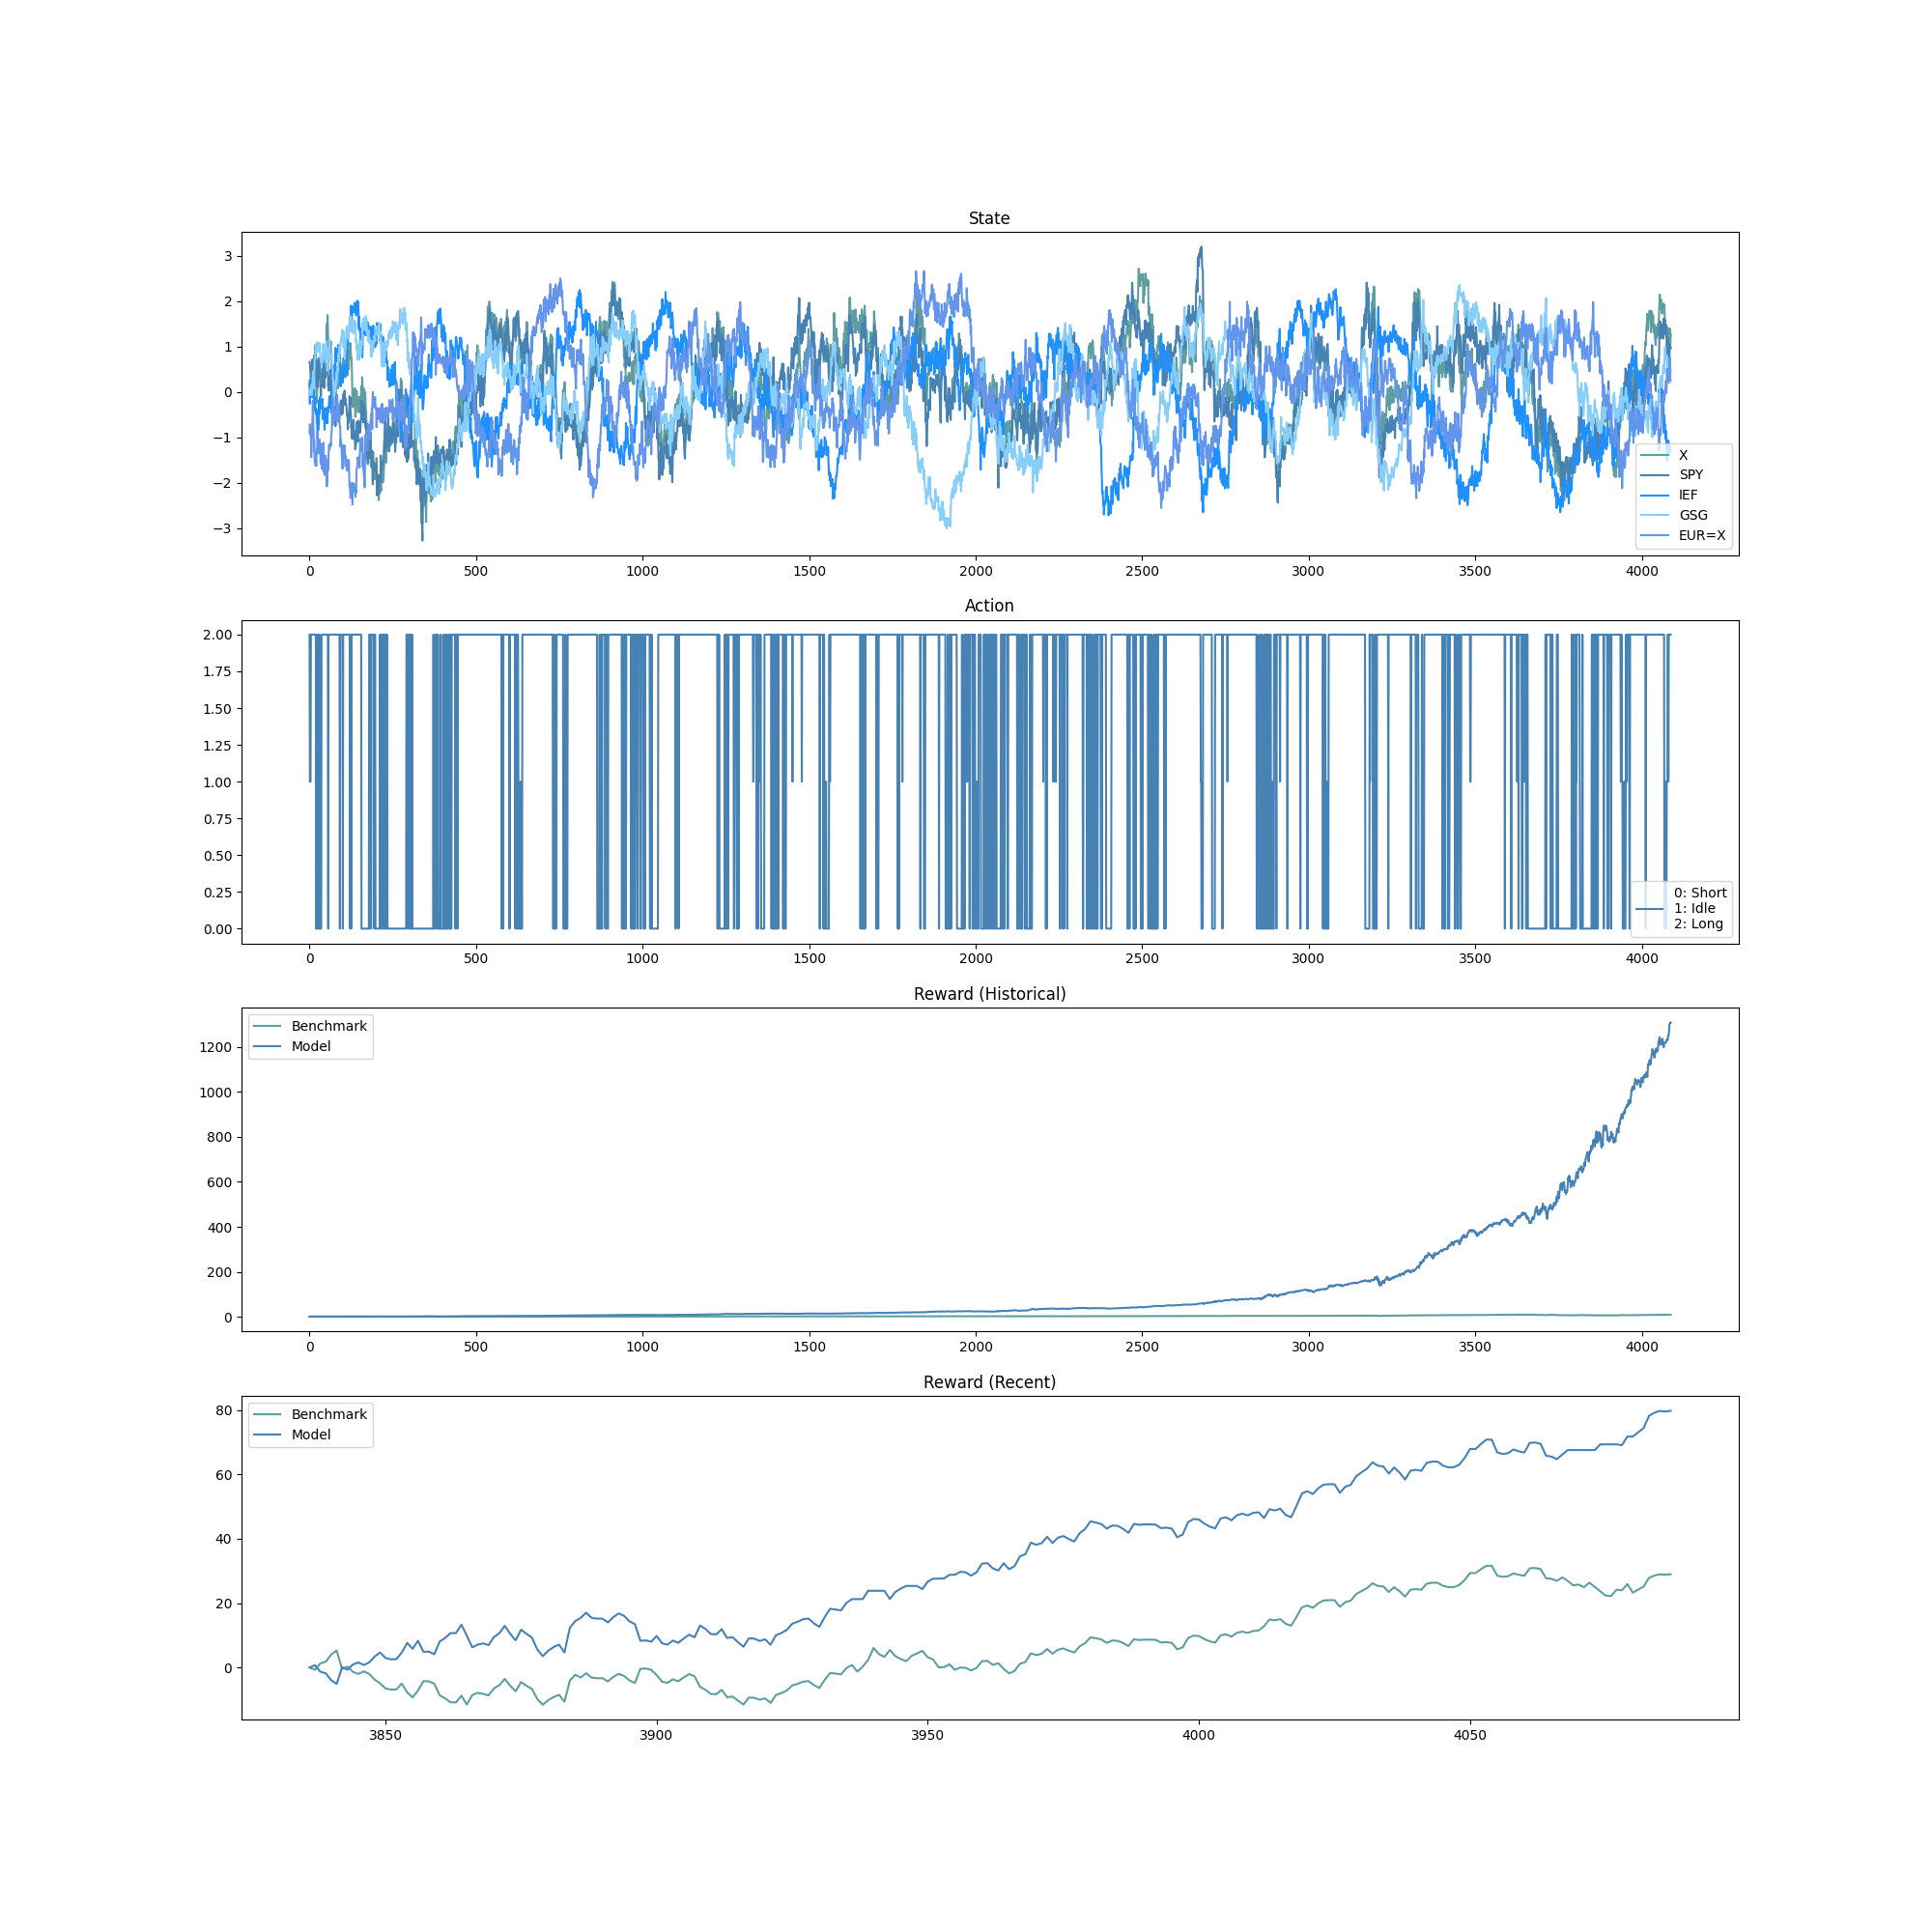 State
3
2
1
0
−1
−2
−3
X
SPY
IEF
GSG
EUR=X
0 500 1000 1500 2000 2500 3000 3500 4000
Action
2.00
1.75
1.50
1.25
1.00
0.75
0.50
0.25
0.00
0: Short
1: Idle
2: Long
0 500 1000 1500 2000 2500 3000 3500 4000
Reward (Historical)
Benchmark
Model
1200
1000
800
600
400
200
0
0 500 1000 1500 2000 2500 3000 3500 4000
Reward (Recent)
Benchmark
Model
80
60
40
20
0
3850 3900 3950 4000 4050